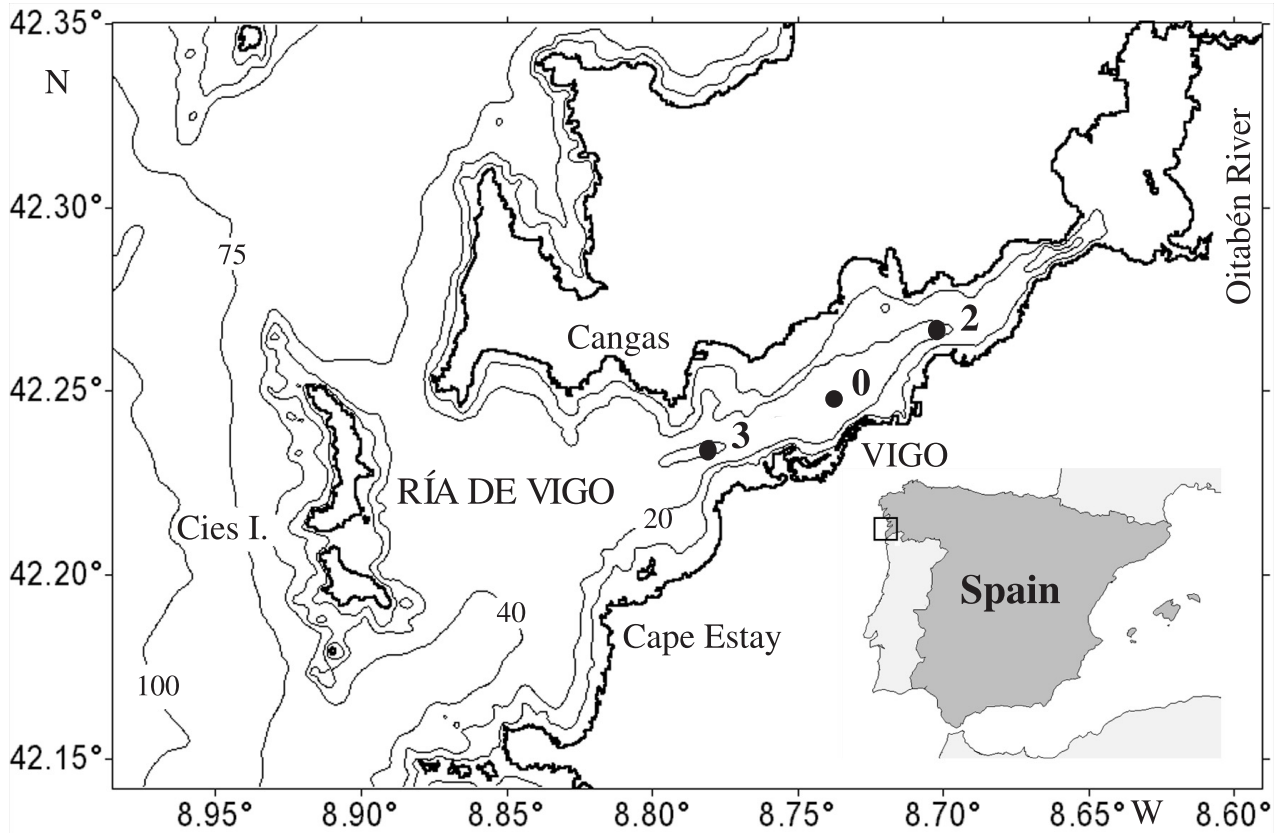 42.35°
N
42.30°
Oitabén River
75
2
Cangas
42.25°
0
3
VIGO
RÍA DE VIGO
Cies I.
20
42.20°
Spain
40
Cape Estay
100
42.15°
8.95° 8.90° 8.85° 8.80° 8.75° 8.70° 8.65° W 8.60°